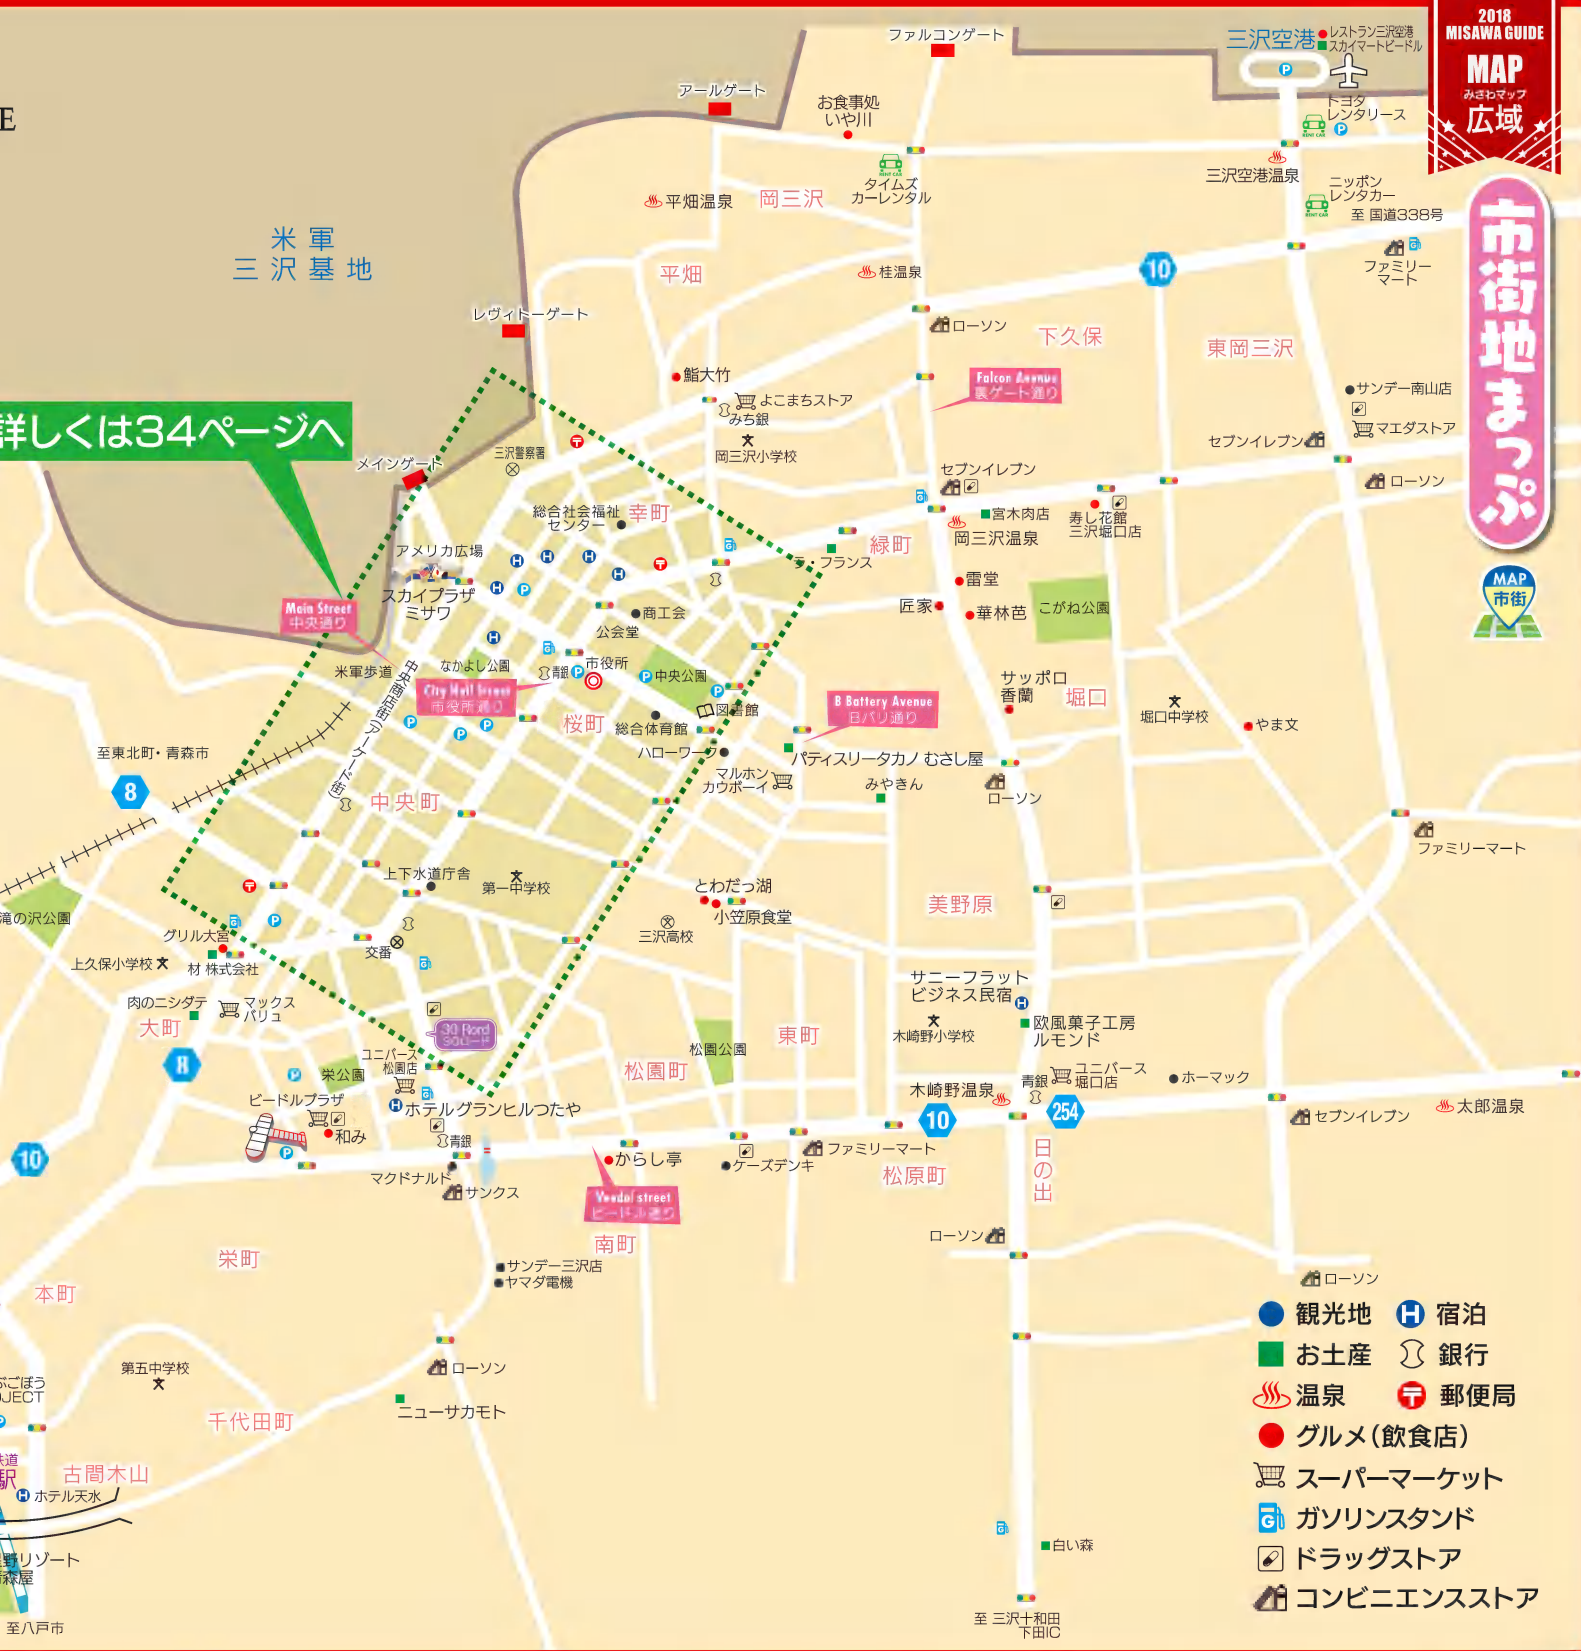 2018
MISAWA GUIDE
MAP
みさわマップ
広域
市街地まっぷ
MAP
市街
E
ファルコンゲート
三沢空港
レストラン三沢空港
スカイマートビードル
アールゲート
お食事処
いや川
トヨタ
レンタリース
タイムズ
カーレンタル
三沢空港温泉
ニッポン
レンタカー
至 国道338号
平畑温泉
岡三沢
ファミリー
マート
米軍
三沢基地
平畑
桂温泉
10
レヴィトーゲート
ローソン
下久保
東岡三沢
鮨大竹
Falcon Avenue
裏ゲート通り
サンデー南山店
よこまちストア
みち銀
マエダストア
詳しくは34ページへ
セブンイレブン
岡三沢小学校
三沢警察署
メインゲート
セブンイレブン
ローソン
総合社会福祉
センター
幸町
宮木肉店
寿し花館
三沢堀口店
岡三沢温泉
緑町
アメリカ広場
ラ・フランス
スカイプラザ
ミサワ
雷堂
匠家
華林芭
こがね公園
Main Street
中央通り
商工会
公会堂
米軍歩道
なかよし公園
青銀
市役所
中央公園
City Hall Street
市役所通り
中央商店街(アーケード街)
サッポロ
香蘭
堀口
堀口中学校
やま文
B Battery Avenue
日バリ通り
桜町
総合体育館
図書館
ハローワーク
至東北町・青森市
マルホン
カウボーイ
パティスリータカノ むさし屋
みやきん
8
中央町
ローソン
ファミリーマート
上下水道庁舎
第一中学校
とわだっ湖
小笠原食堂
美野原
三沢高校
滝の沢公園
グリル大宮
材 株式会社
上久保小学校
交番
サニーフラット
ビジネス民宿
肉のニシダテ
マックス
バリュ
大町
30 Rord
30ロード
木崎野小学校
欧風菓子工房
ルモンド
東町
松園公園
松園町
8
ユニバース
松園店
栄公園
木崎野温泉
青銀
ユニバース
堀口店
ホーマック
ビードルプラザ
ホテルグランヒルつたや
10
254
セブンイレブン
太郎温泉
和み
青銀
からし亭
ケーズデンキ
ファミリーマート
松原町
日の出
10
マクドナルド
サンクス
Veedol street
ビードル通り
南町
ローソン
栄町
サンデー三沢店
ヤマダ電機
本町
ローソン
第五中学校
ローソン
ごぼう
JECT
ニューサカモト
千代田町
鉄道
駅
古間木山
ホテル天水
野リゾート
森屋
至八戸市
白い森
至 三沢十和田
下田IC
観光地
H 宿泊
お土産
銀行
温泉
郵便局
グルメ(飲食店)
スーパーマーケット
G ガソリンスタンド
ドラッグストア
コンビニエンスストア